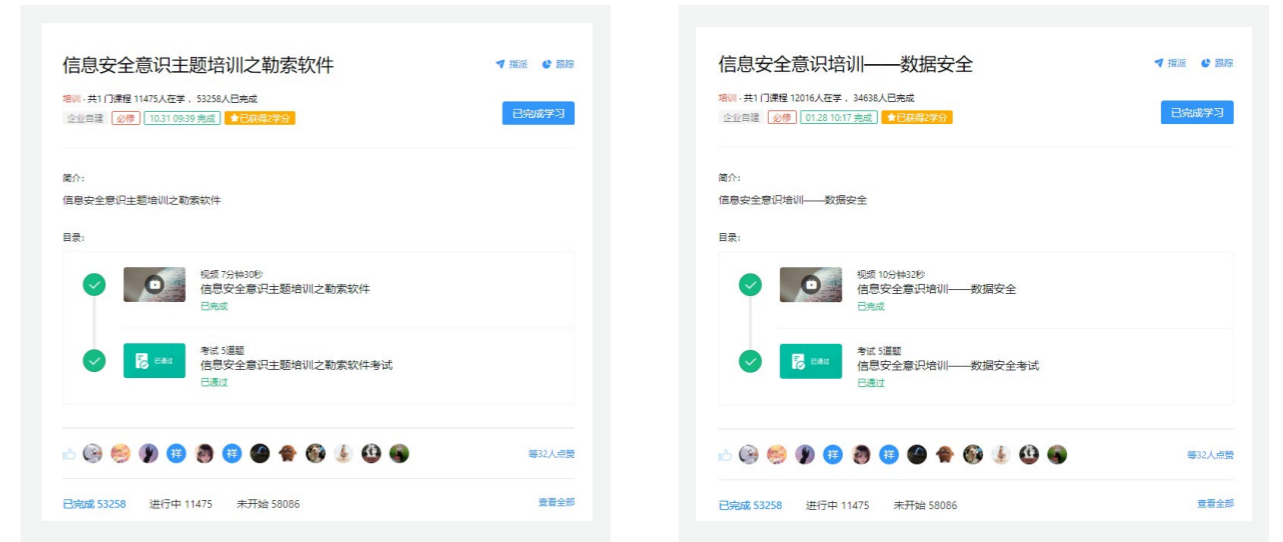 信息安全意识主题培训之勒索软件
指派 跟踪
培训 · 共1 门课程 11475人在学， 53258人已完成
企业自建 必修 10.31 09:39 完成 ★已获得2学分
已完成学习
简介:
信息安全意识主题培训之勒索软件
目录:
视频 7分钟30秒
信息安全意识主题培训之勒索软件
已完成
已通过
考试 5道题
信息安全意识主题培训之勒索软件考试
已通过
祥 祥
等32人点赞
已完成 53258 进行中 11475 未开始 58086
查看全部
信息安全意识培训——数据安全
指派 跟踪
培训 · 共1 门课程 12016人在学， 34638人已完成
企业自建 必修 01.28 10:17 完成 ★已获得2学分
已完成学习
简介:
信息安全意识培训——数据安全
目录:
视频 10分钟32秒
信息安全意识培训——数据安全
已完成
已通过
考试 5道题
信息安全意识培训——数据安全考试
已通过
祥 祥
等32人点赞
已完成 53258 进行中 11475 未开始 58086
查看全部